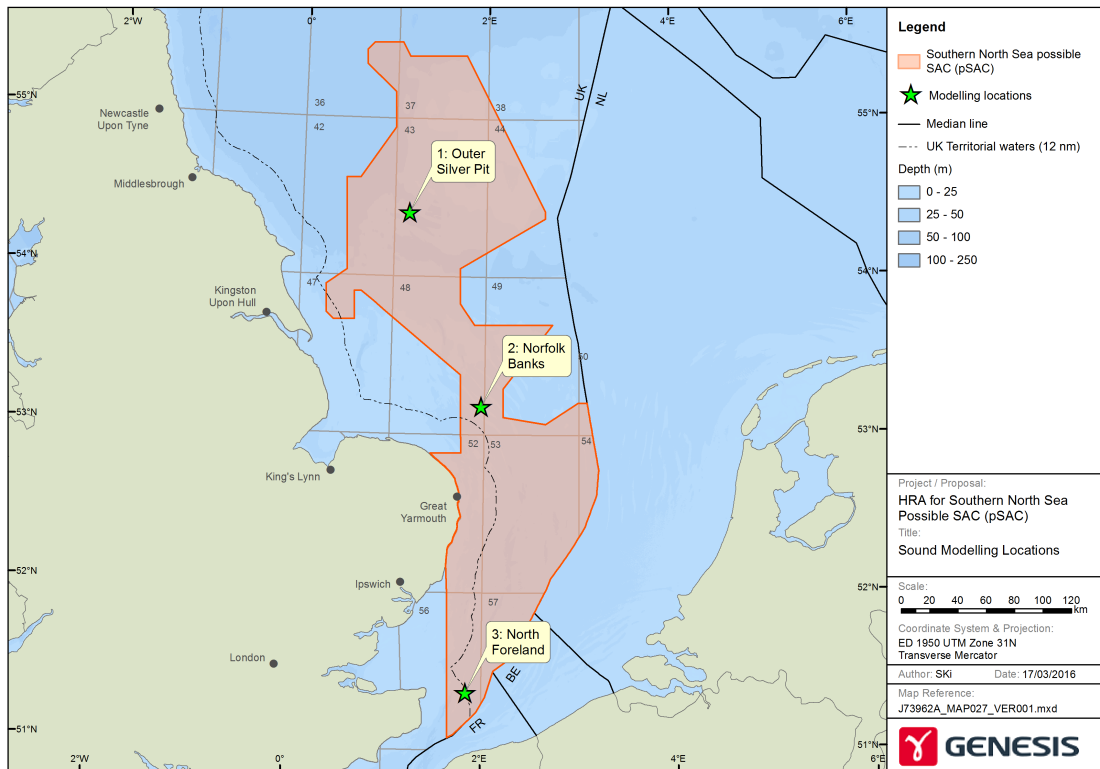 2°W
0°
2°E
4°E
6°E
55°N
55°N
Newcastle
Upon Tyne
36
37
38
42
43
44
UK
NL
1: Outer
Silver Pit
Middlesbrough
54°N
54°N
47
48
49
Kingston
Upon Hull
2: Norfolk
Banks
50
53°N
53°N
52
53
54
King's Lynn
Great
Yarmouth
52°N
52°N
Ipswich
56
57
3: North
Foreland
London
BE
FR
51°N
51°N
2°W
0°
2°E
4°E
6°E
Legend
Southern North Sea possible
SAC (pSAC)
Modelling locations
Median line
UK Territorial waters (12 nm)
Depth (m)
0 - 25
25 - 50
50 - 100
100 - 250
Project / Proposal:
HRA for Southern North Sea
Possible SAC (pSAC)
Title:
Sound Modelling Locations
Scale:
0 20 40 60 80 100 120
km
Coordinate System & Projection:
ED 1950 UTM Zone 31N
Transverse Mercator
Author: SKi Date: 17/03/2016
Map Reference:
J73962A_MAP027_VER001.mxd
GENESIS